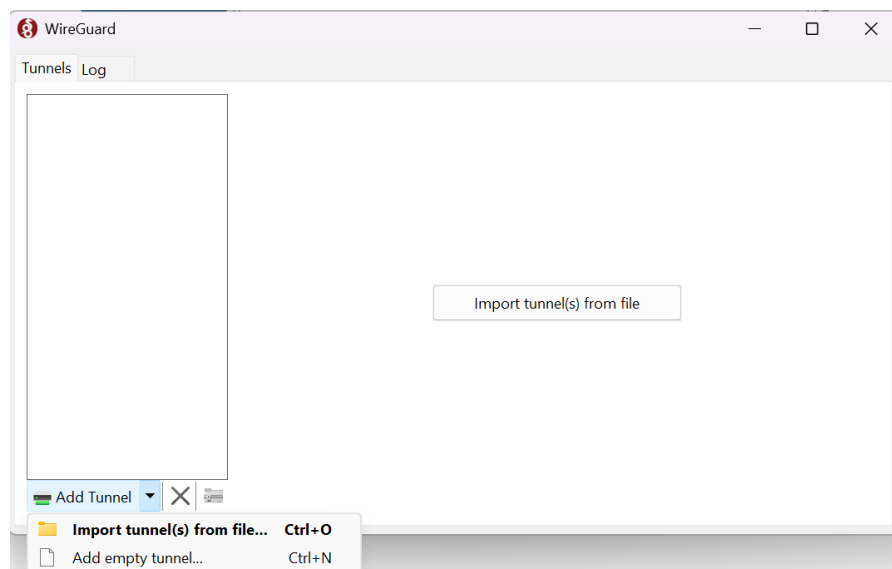 WireGuard
Tunnels Log
Import tunnel(s) from file
Add Tunnel
Import tunnel(s) from file... Ctrl+O
Add empty tunnel... Ctrl+N